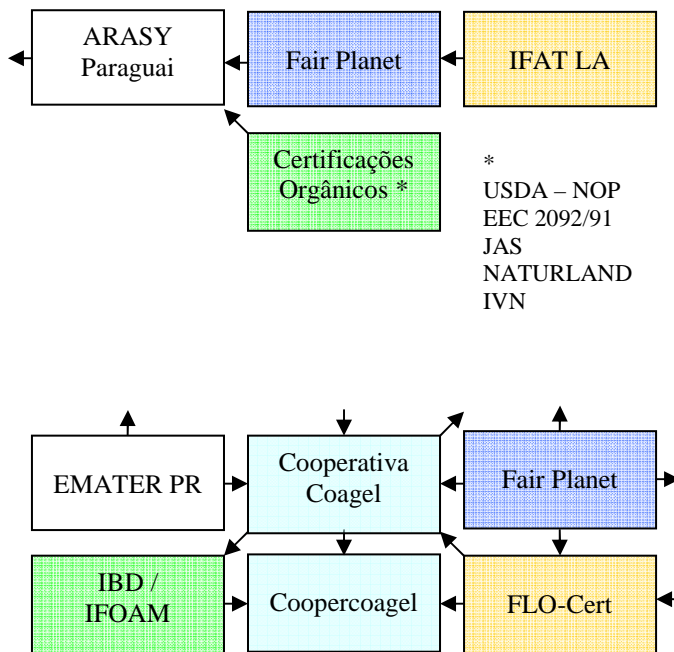 ARASY
Paraguai
Fair Planet
IFAT LA
Certificações
Orgânicos *
*
USDA – NOP
EEC 2092/91
JAS
NATURLAND
IVN
EMATER PR
Cooperativa
Coagel
Fair Planet
IBD /
IFOAM
Coopercoagel
FLO-Cert